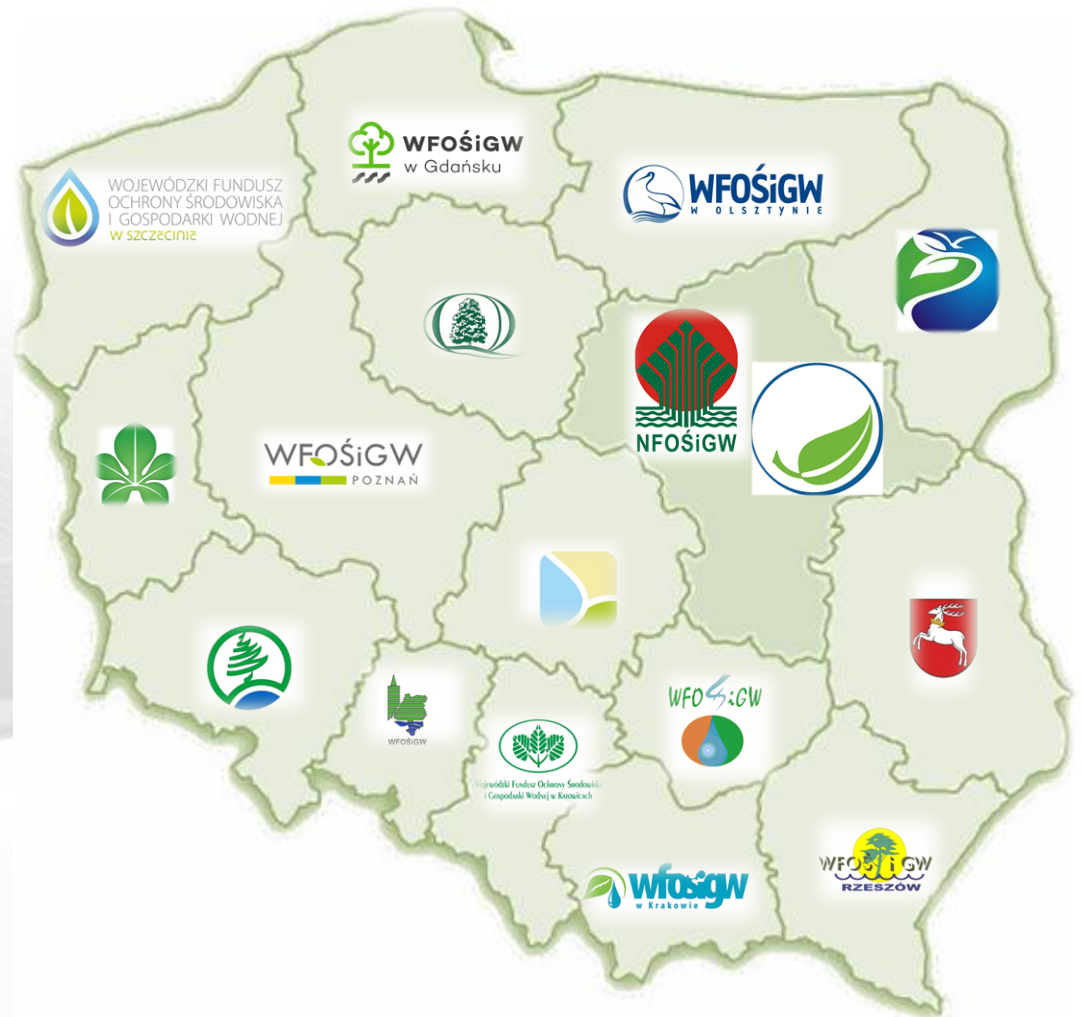 WFOŚiGW
w Gdańsku
WOJEWÓDZKI FUNDUSZ
OCHRONY ŚRODOWISKA
I GOSPODARKI WODNEJ
W SZCZECINIE
WFOŚiGW
W OLSZTYNIE
NFOŚiGW
WFOŚiGW
POZNAŃ
WFOŚiGW
WFOŚiGW
Wojewódzki Fundusz Ochrony Środowiska
i Gospodarki Wodnej w Katowicach
wfosigw
w Krakowie
WFOŚiGW
RZESZÓW